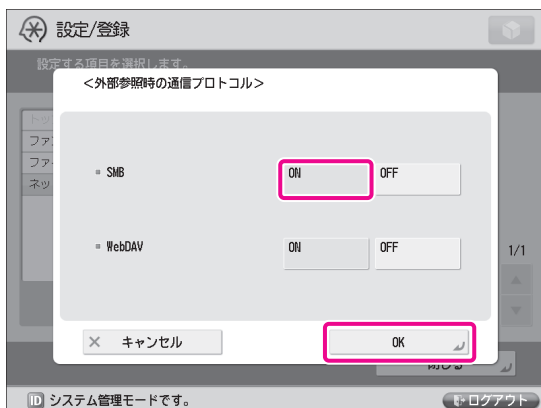 設定/登録
設定する項目を選択します。
<外部参照時の通信プロトコル>
トッ
ファ
ファ
ネッ
SMB ON OFF
WebDAV ON OFF
1/1
× キャンセル OK
閉じる
ID システム管理モードです。 ログアウト